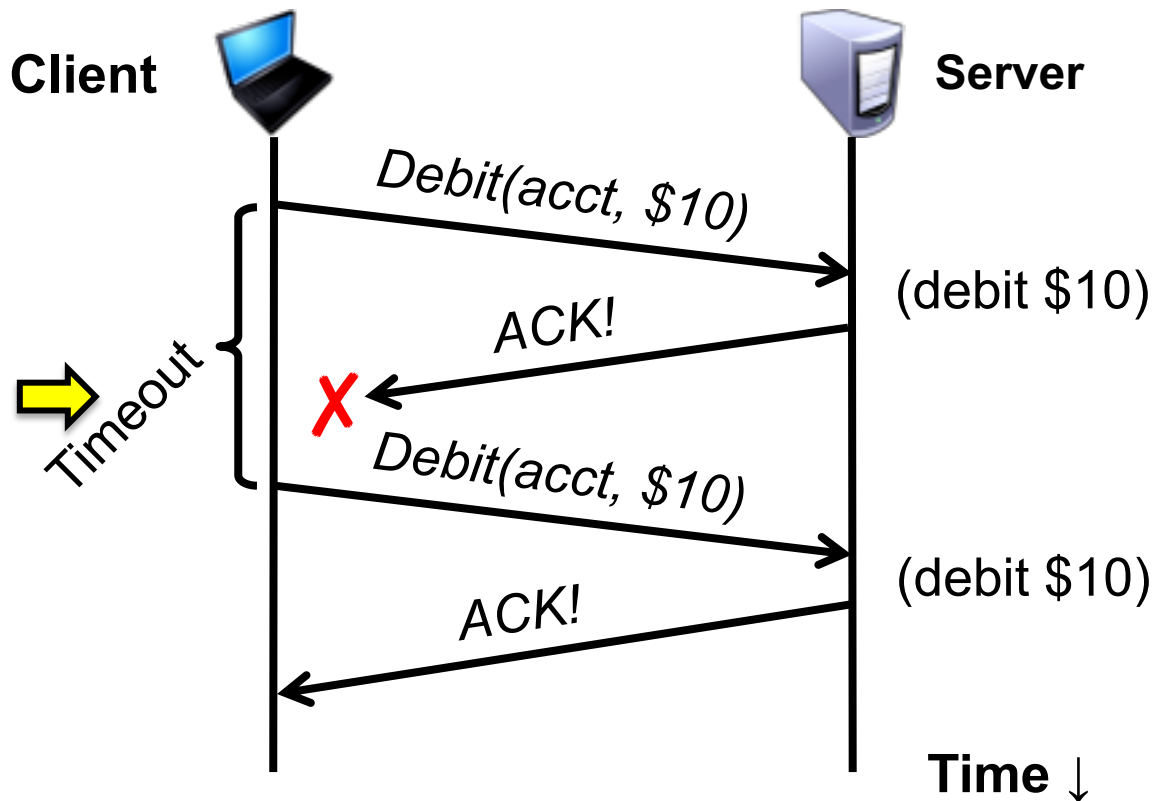 Client
Server
Debit(acct, $10)
(debit $10)
ACK!
Timeout
Debit(acct, $10)
(debit $10)
ACK!
Time ↓